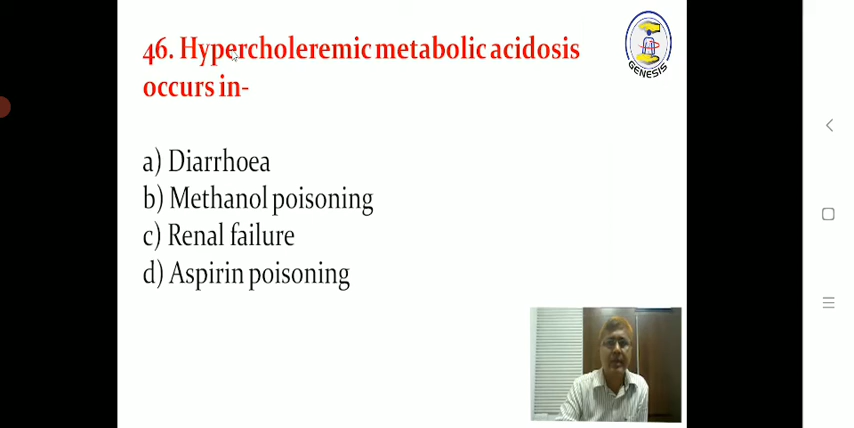 46. Hypercholeremic metabolic acidosis
occurs in-
GENESIS
a) Diarrhoea
b) Methanol poisoning
c) Renal failure
d) Aspirin poisoning